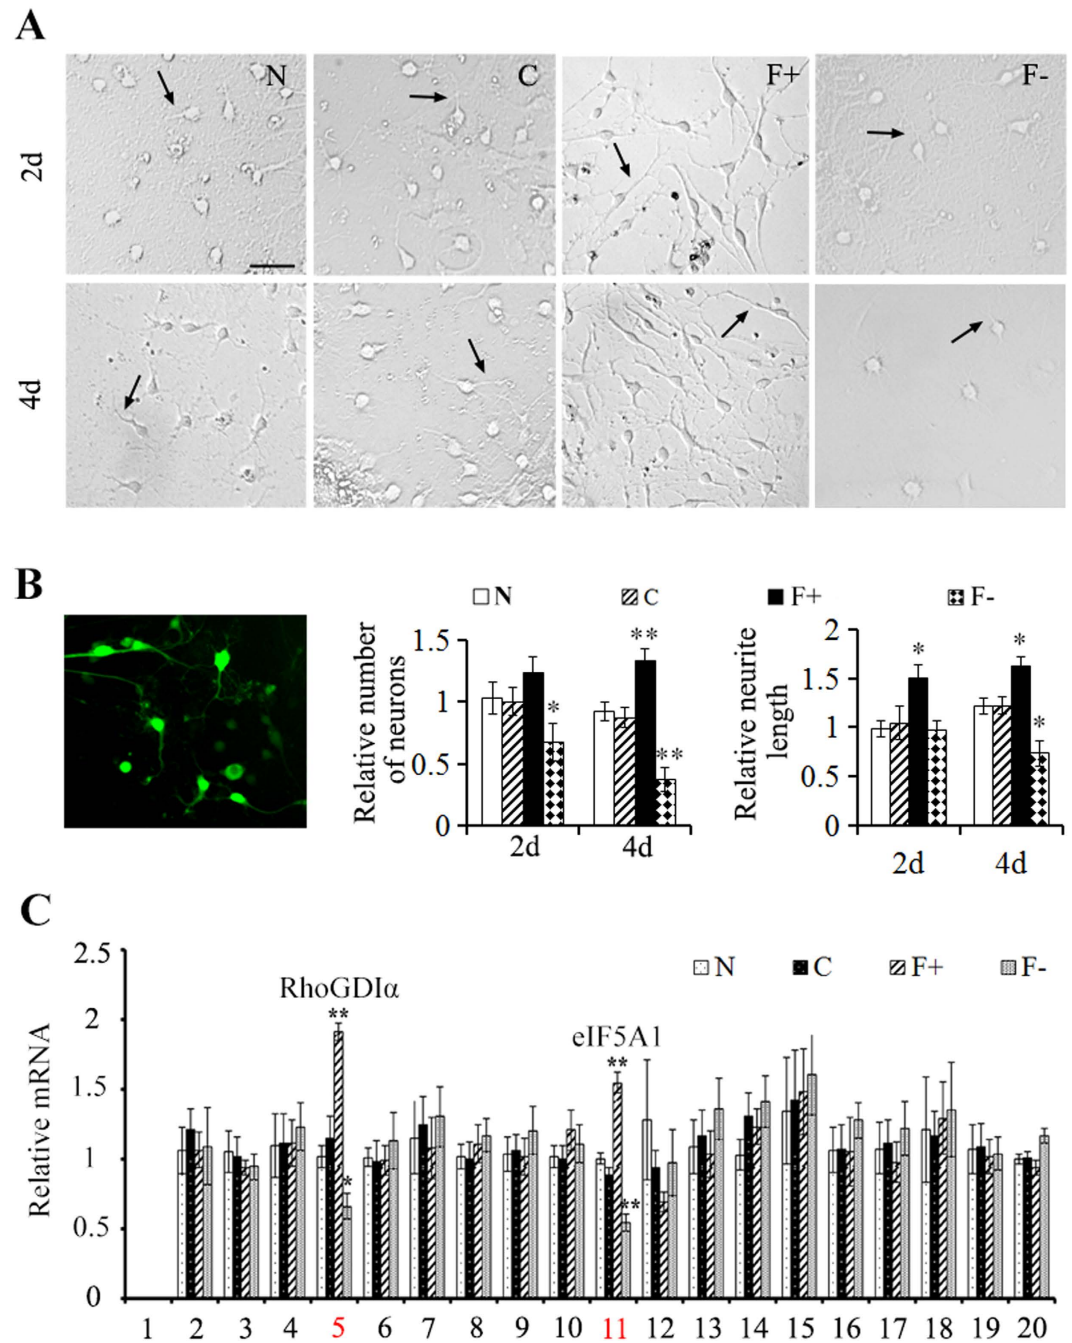 A
N
C
F+
F-
2d
4d
B
N
C
F+
F-
Relative number
of neurons
1.5
1
0.5
0
*
**
**
2d
4d
Relative neurite
length
2
1.5
1
0.5
0
*
*
*
2d
4d
C
Relative mRNA
2.5
2
1.5
1
0.5
0
N
C
F+
F-
RhoGDIα
**
*
eIF5A1
**
**
1 2 3 4 5 6 7 8 9 10 11 12 13 14 15 16 17 18 19 20